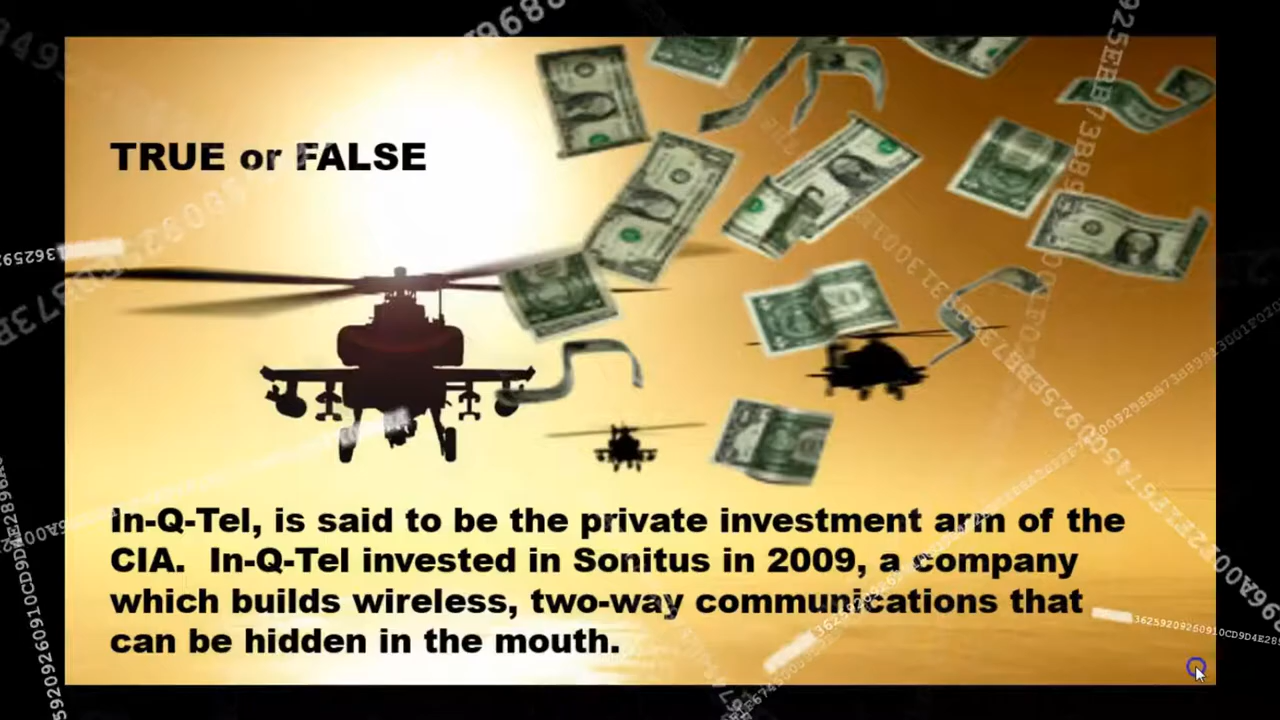 TRUE or FALSE
In-Q-Tel, is said to be the private investment arm of the
CIA.  In-Q-Tel invested in Sonitus in 2009, a company
which builds wireless, two-way communications that
can be hidden in the mouth.